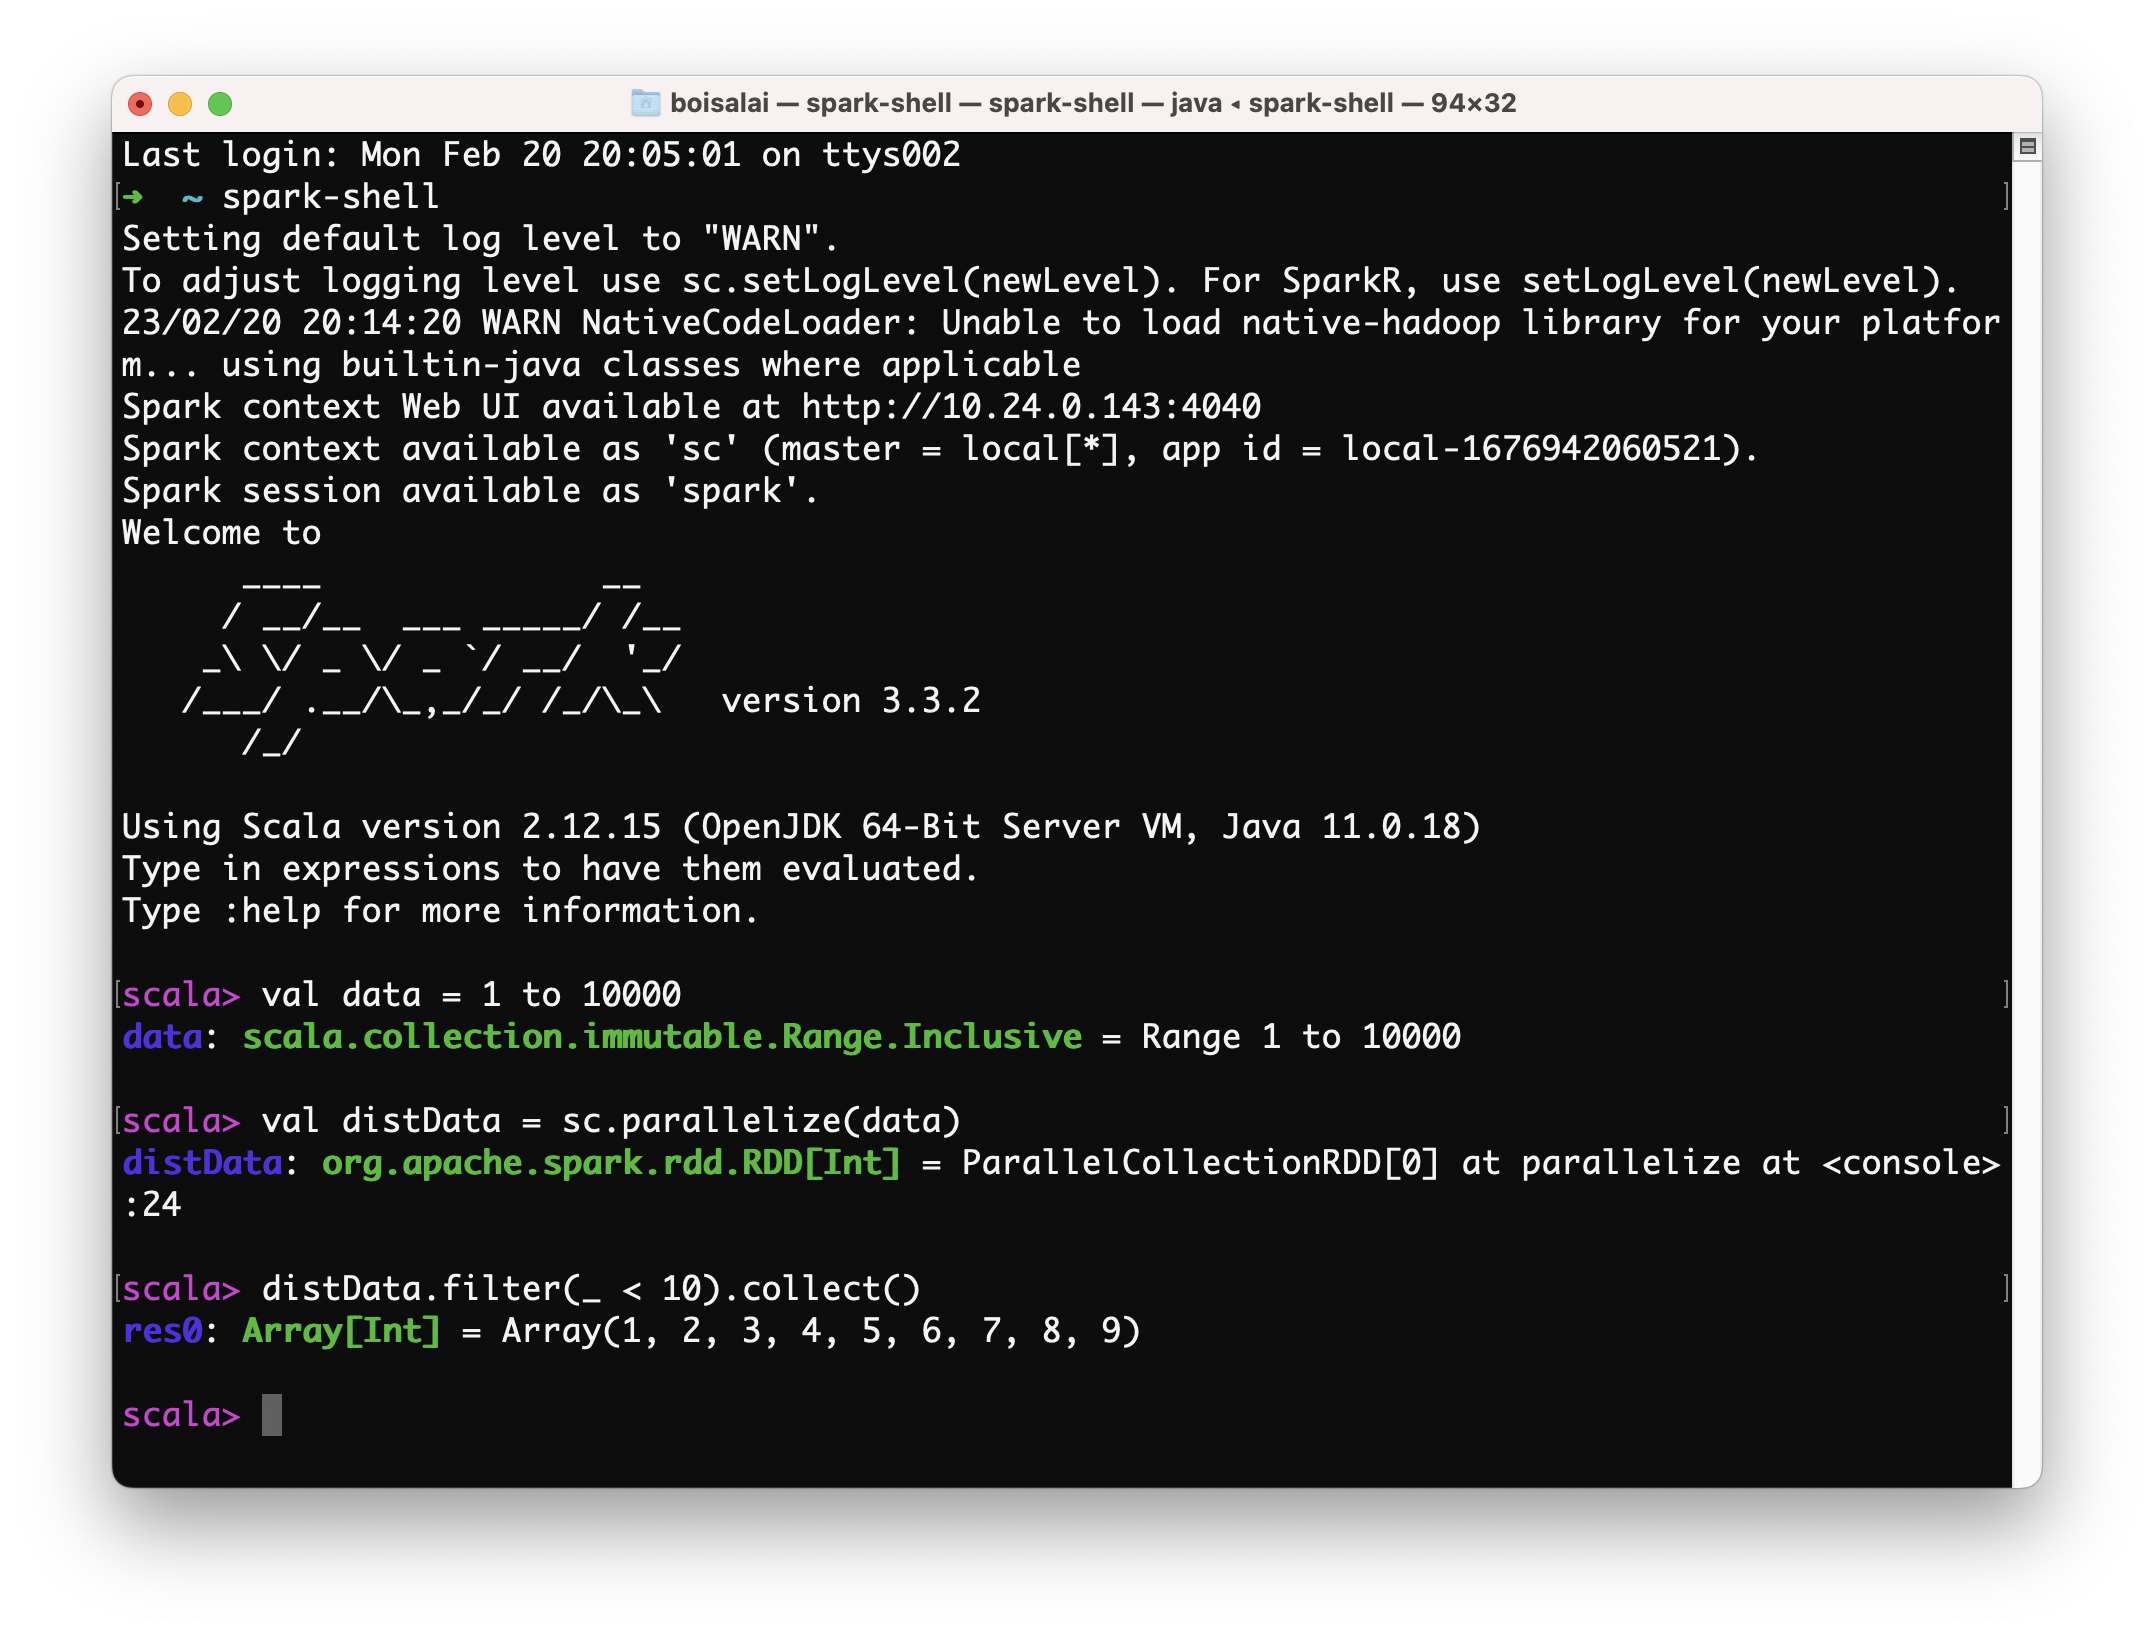 boisalai — spark-shell — spark-shell — java ◂ spark-shell — 94×32
Last login: Mon Feb 20 20:05:01 on ttys002
➜  ~ spark-shell
Setting default log level to "WARN".
To adjust logging level use sc.setLogLevel(newLevel). For SparkR, use setLogLevel(newLevel).
23/02/20 20:14:20 WARN NativeCodeLoader: Unable to load native-hadoop library for your platfor
m... using builtin-java classes where applicable
Spark context Web UI available at http://10.24.0.143:4040
Spark context available as 'sc' (master = local[*], app id = local-1676942060521).
Spark session available as 'spark'.
Welcome to
      ____              __
     / __/__  ___ _____/ /__
    _\ \/ _ \/ _ `/ __/  '_/
   /___/ .__/\_,_/_/ /_/\_\   version 3.3.2
      /_/
Using Scala version 2.12.15 (OpenJDK 64-Bit Server VM, Java 11.0.18)
Type in expressions to have them evaluated.
Type :help for more information.
scala> val data = 1 to 10000
data: scala.collection.immutable.Range.Inclusive = Range 1 to 10000
scala> val distData = sc.parallelize(data)
distData: org.apache.spark.rdd.RDD[Int] = ParallelCollectionRDD[0] at parallelize at <console>
:24
scala> distData.filter(_ < 10).collect()
res0: Array[Int] = Array(1, 2, 3, 4, 5, 6, 7, 8, 9)
scala>